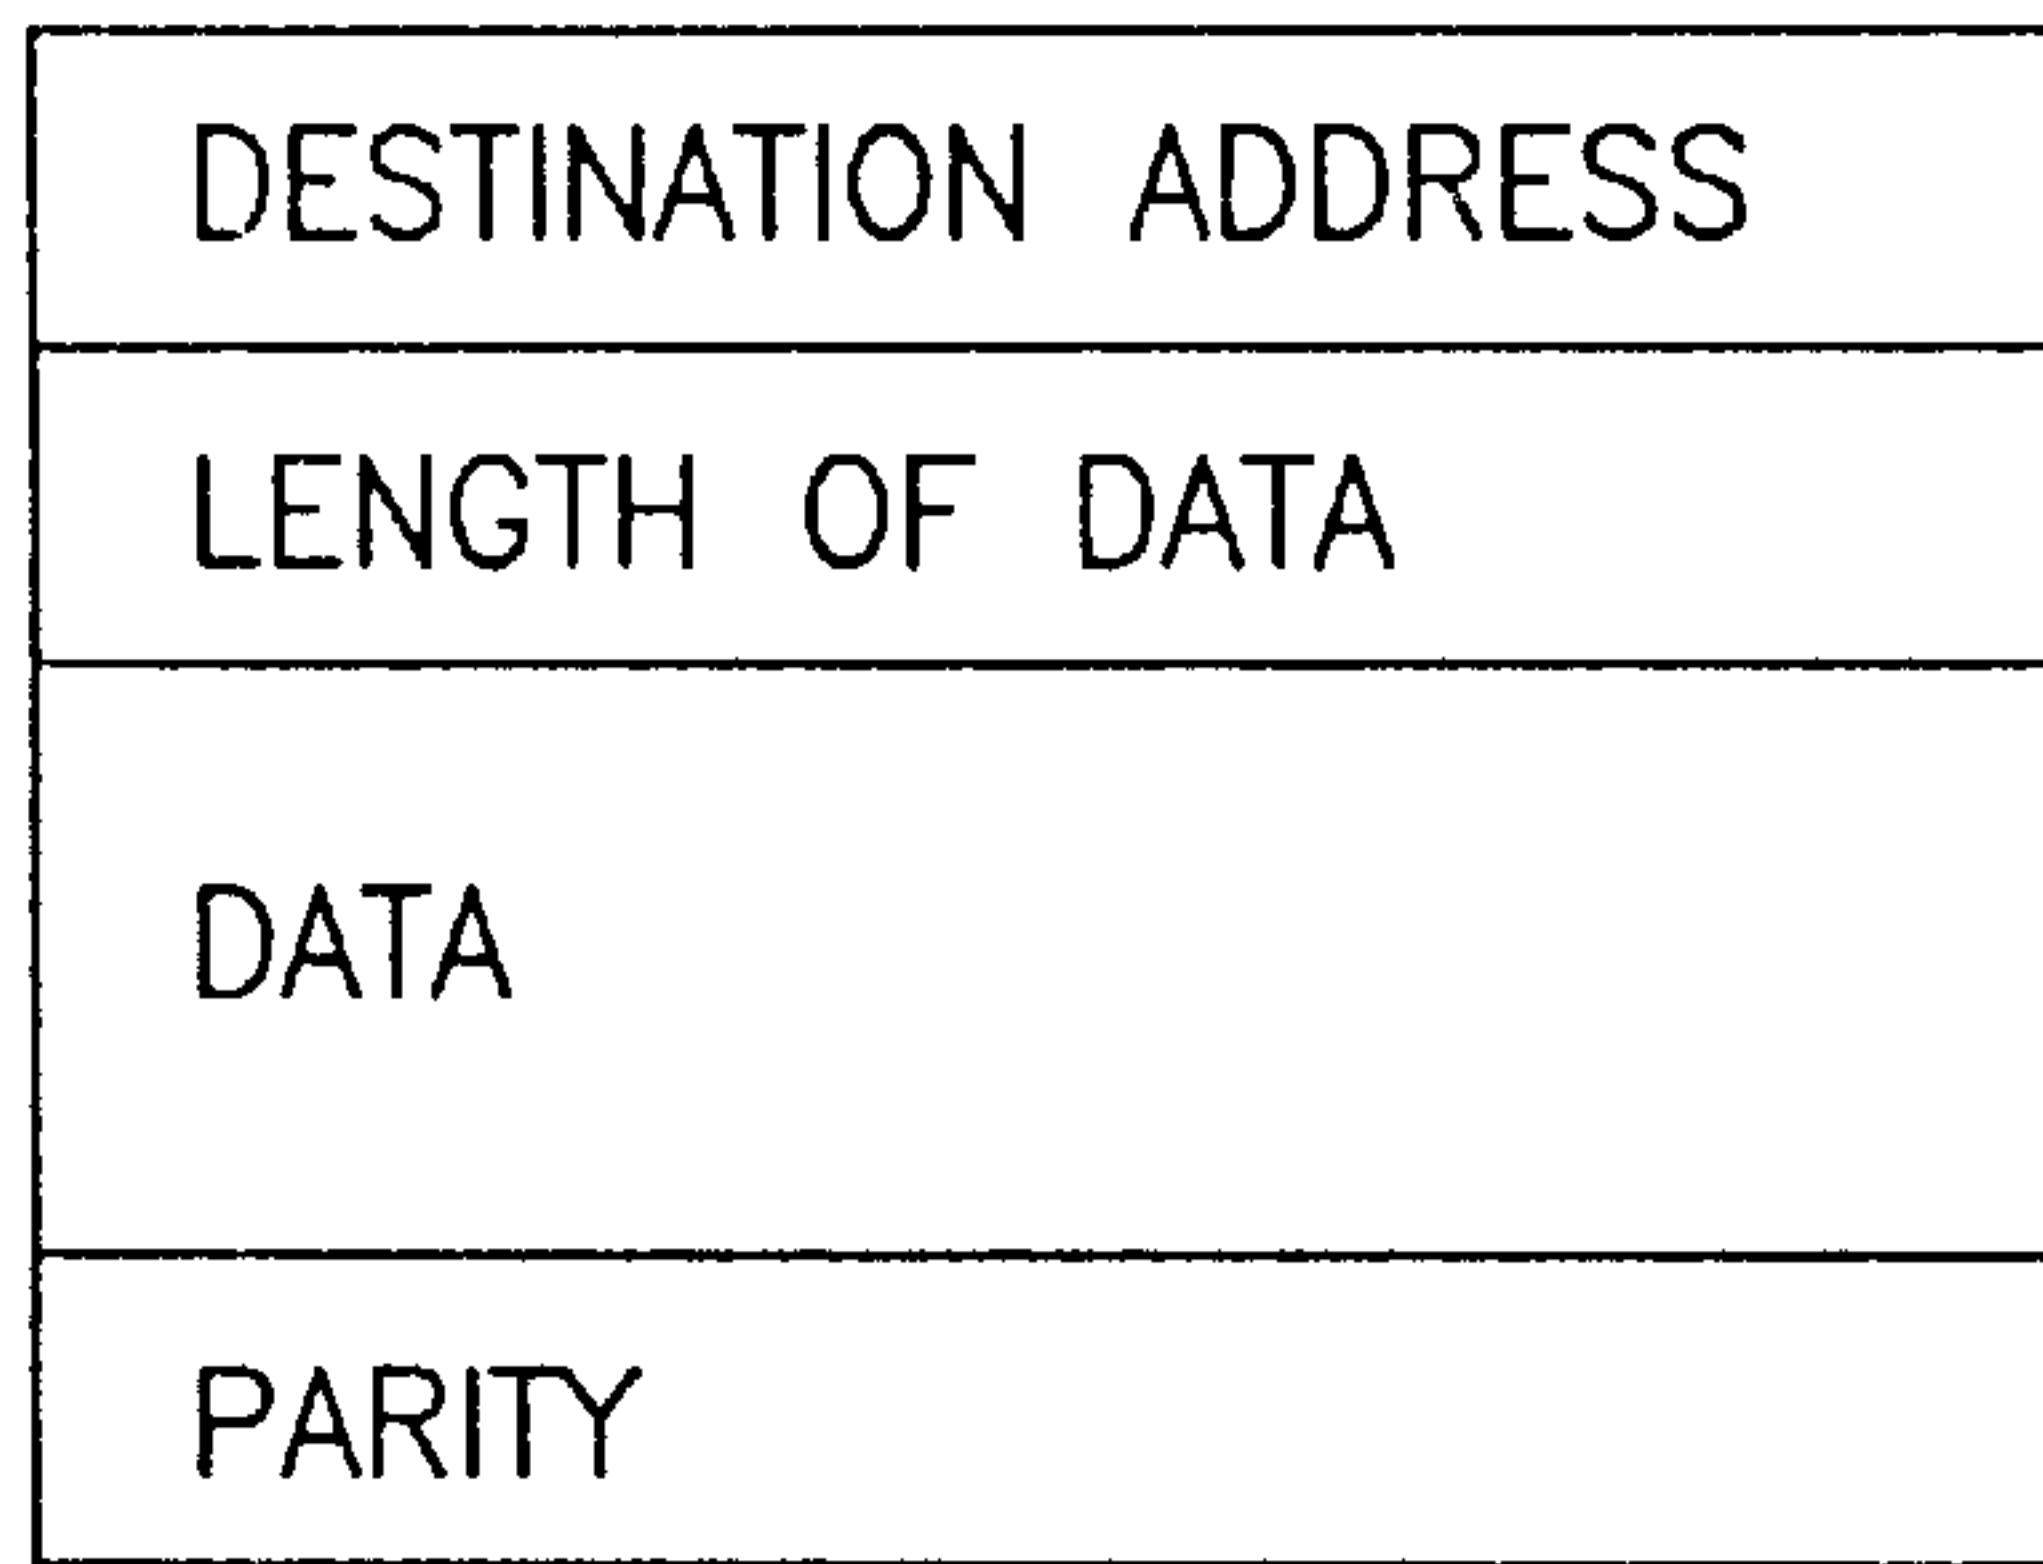 DESTINATION ADDRESS
LENGTH OF DATA
DATA
PARITY